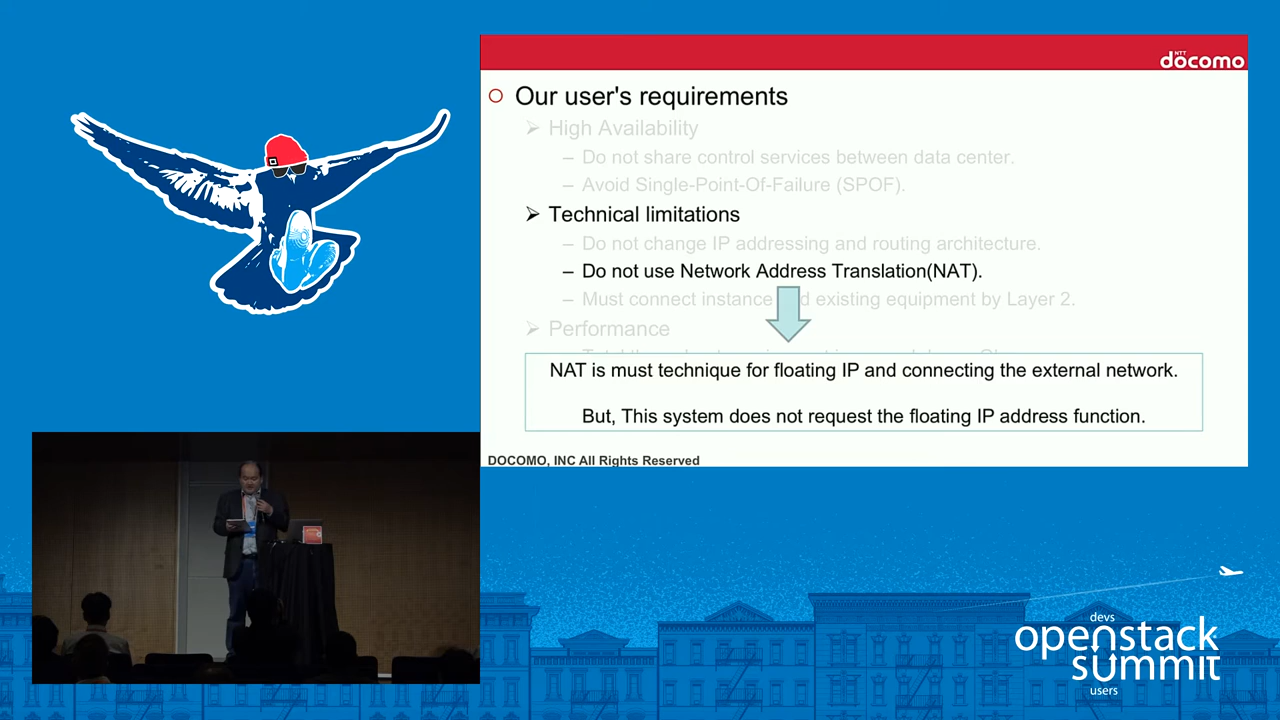 NTT
döcomo
Our user's requirements
High Availability
– Do not share control services between data center.
– Avoid Single-Point-Of-Failure (SPOF).
Technical limitations
– Do not change IP addressing and routing architecture.
– Do not use Network Address Translation(NAT).
– Must connect instance and existing equipment by Layer 2.
Performance
NAT is must technique for floating IP and connecting the external network.
But, This system does not request the floating IP address function.
DOCOMO, INC All Rights Reserved
devs
openstack
summit
users